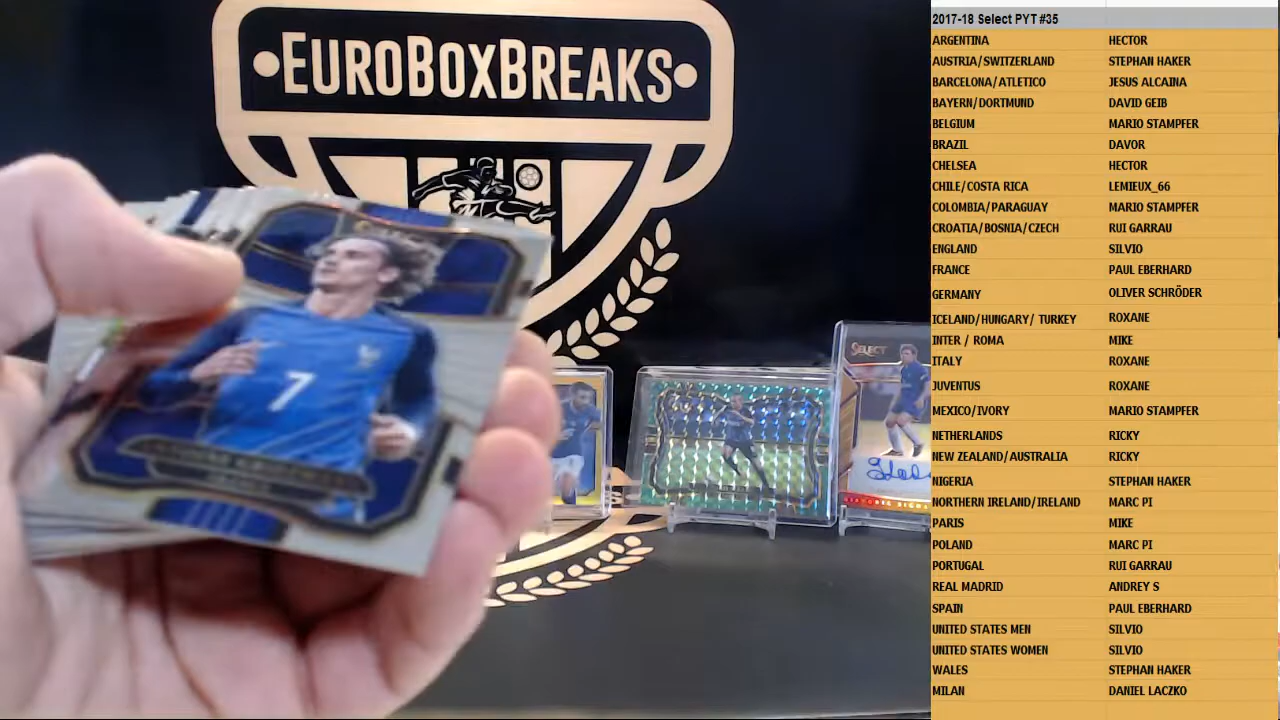 •EUROBOXBREAKS•
7
SELECT
2017-18 Select PYT #35
ARGENTINA HECTOR
AUSTRIA/SWITZERLAND STEPHAN HAKER
BARCELONA/ATLETICO JESUS ALCAINA
BAYERN/DORTMUND DAVID GEIB
BELGIUM MARIO STAMPFER
BRAZIL DAVOR
CHELSEA HECTOR
CHILE/COSTA RICA LEMIEUX_66
COLOMBIA/PARAGUAY MARIO STAMPFER
CROATIA/BOSNIA/CZECH RUI GARRAU
ENGLAND SILVIO
FRANCE PAUL EBERHARD
GERMANY OLIVER SCHRÖDER
ICELAND/HUNGARY/ TURKEY ROXANE
INTER / ROMA MIKE
ITALY ROXANE
JUVENTUS ROXANE
MEXICO/IVORY MARIO STAMPFER
NETHERLANDS RICKY
NEW ZEALAND/AUSTRALIA RICKY
NIGERIA STEPHAN HAKER
NORTHERN IRELAND/IRELAND MARC PI
PARIS MIKE
POLAND MARC PI
PORTUGAL RUI GARRAU
REAL MADRID ANDREY S
SPAIN PAUL EBERHARD
UNITED STATES MEN SILVIO
UNITED STATES WOMEN SILVIO
WALES STEPHAN HAKER
MILAN DANIEL LACZKO